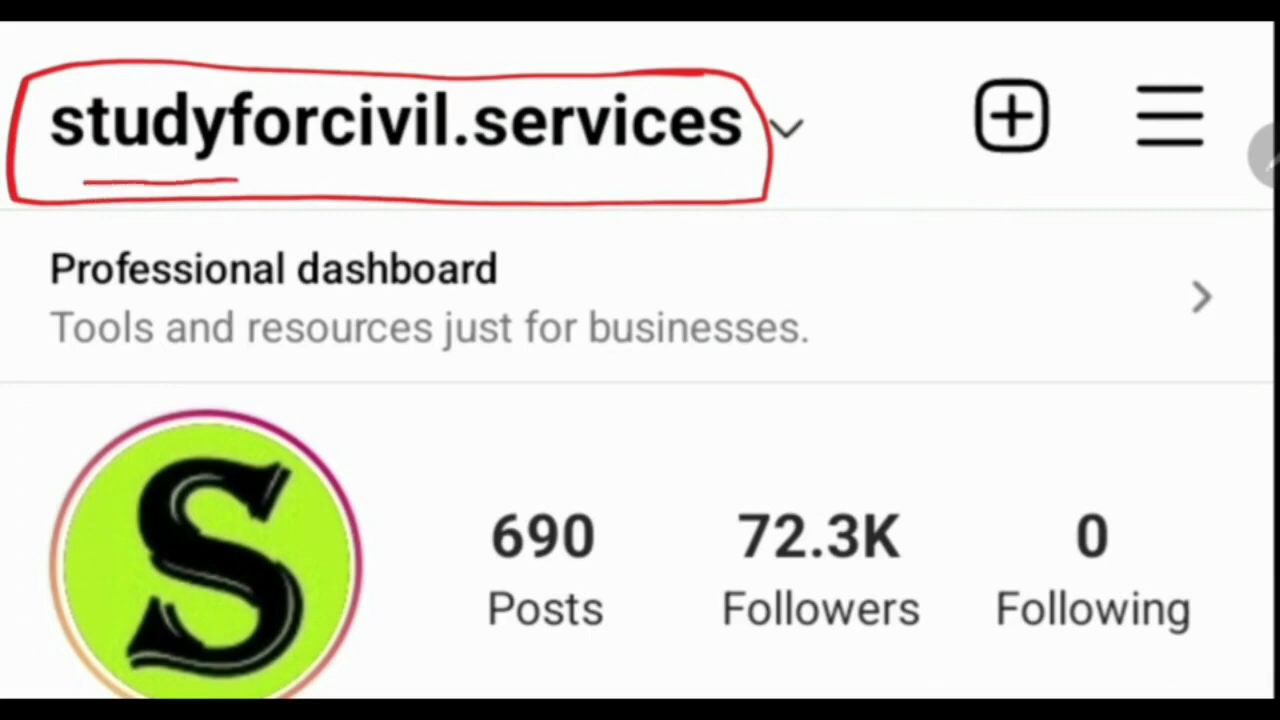 studyforcivil.services
Professional dashboard
Tools and resources just for businesses.
S
690 72.3K 0
Posts Followers Following